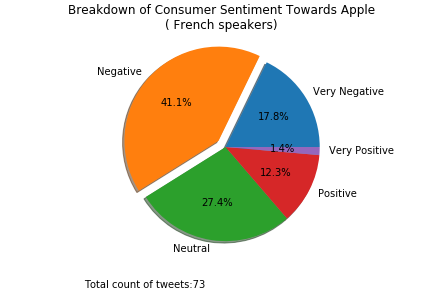 Breakdown of Consumer Sentiment Towards Apple
( French speakers)
Negative
41.1%
Very Negative
17.8%
1.4%
Very Positive
12.3%
Positive
27.4%
Neutral
Total count of tweets:73